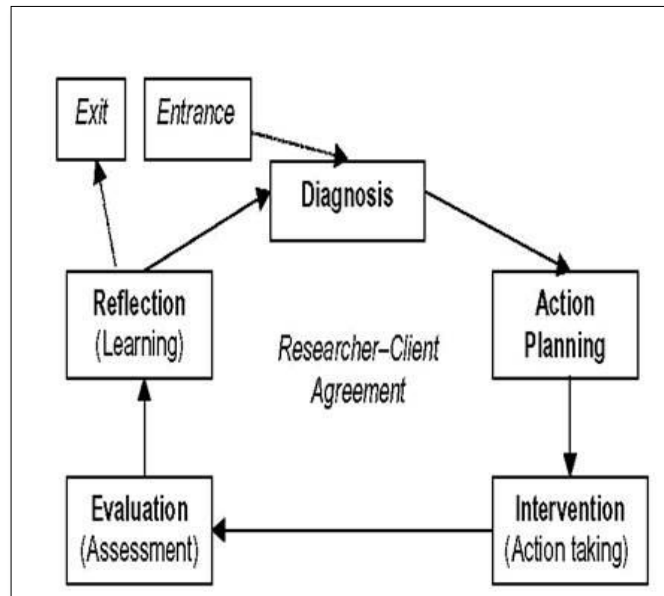 Exit
Entrance
Diagnosis
Reflection
(Learning)
Action
Planning
Researcher–Client
Agreement
Evaluation
(Assessment)
Intervention
(Action taking)